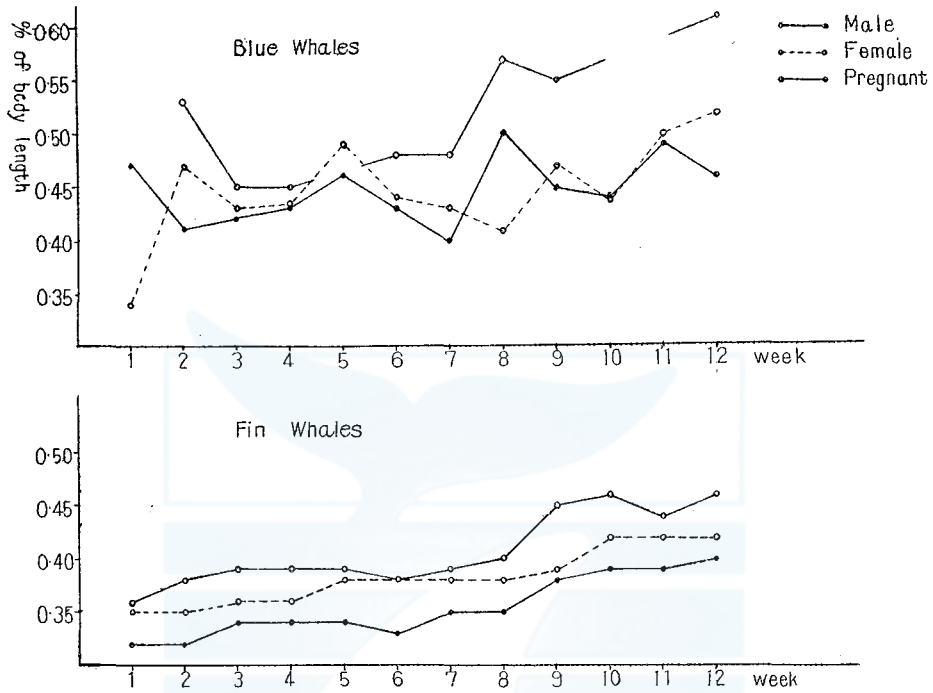 % of body length
Blue Whales
Male
Female
Pregnant
0·60
0·55
0·50
0·45
0·40
0·35
1 2 3 4 5 6 7 8 9 10 11 12 week
Fin Whales
0·50
0·45
0·40
0·35
1 2 3 4 5 6 7 8 9 10 11 12 week